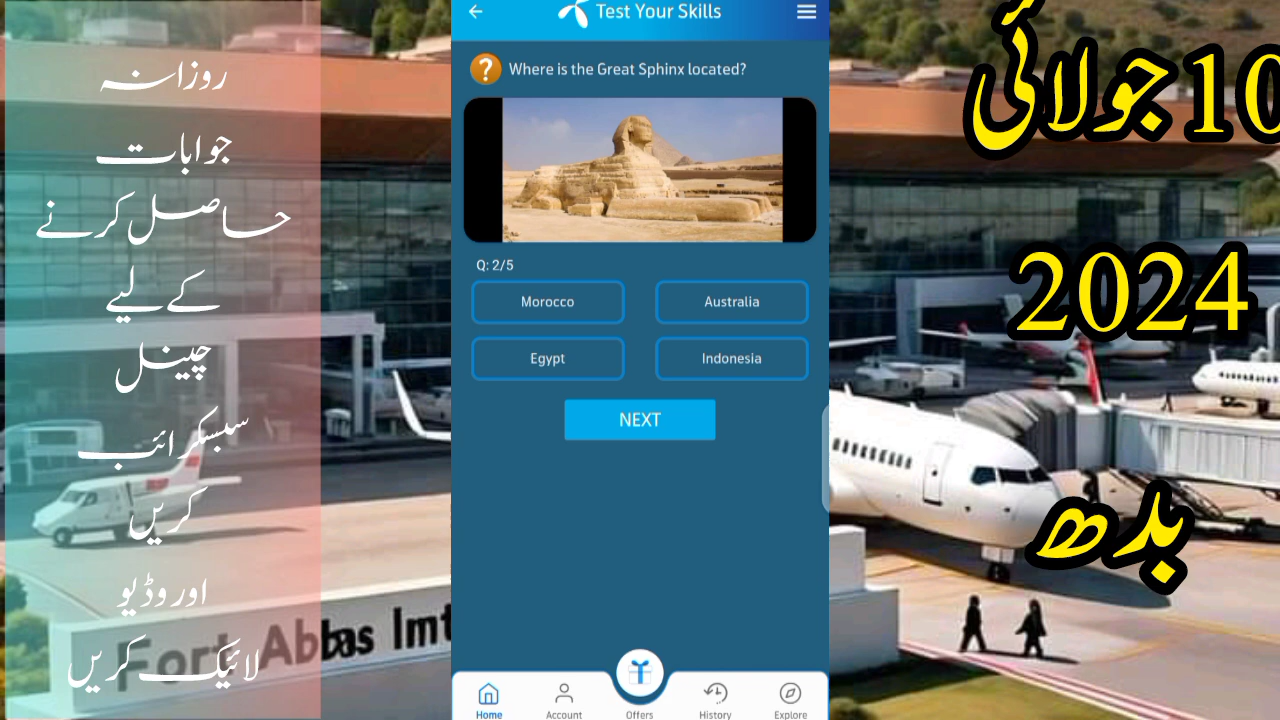 روزانہ
جوابات
حاصل کرنے
کے لیے
چینل
سبسکرائب
کریں
اور وڈیو
لائیک کریں
Test Your Skills
Where is the Great Sphinx located?
Q: 2/5
Morocco
Australia
Egypt
Indonesia
NEXT
Home
Account
Offers
History
Explore
10 جولائی
2024
بدھ
Fort Abbas Imt